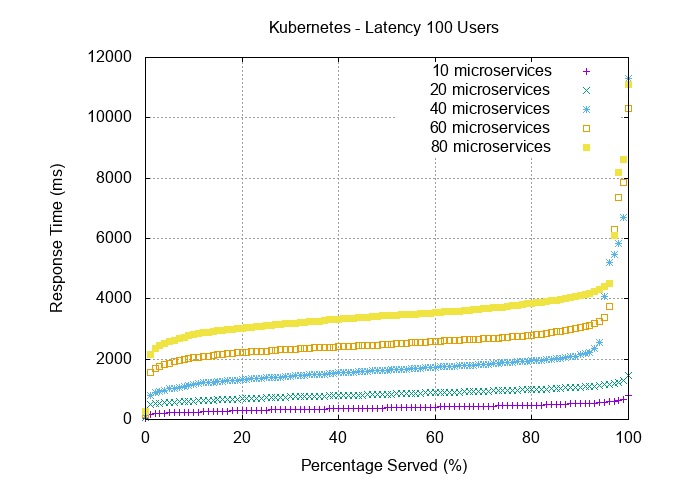 Kubernetes - Latency 100 Users
12000
10000
8000
6000
4000
2000
0
Response Time (ms)
10 microservices
20 microservices
40 microservices
60 microservices
80 microservices
0 20 40 60 80 100
Percentage Served (%)